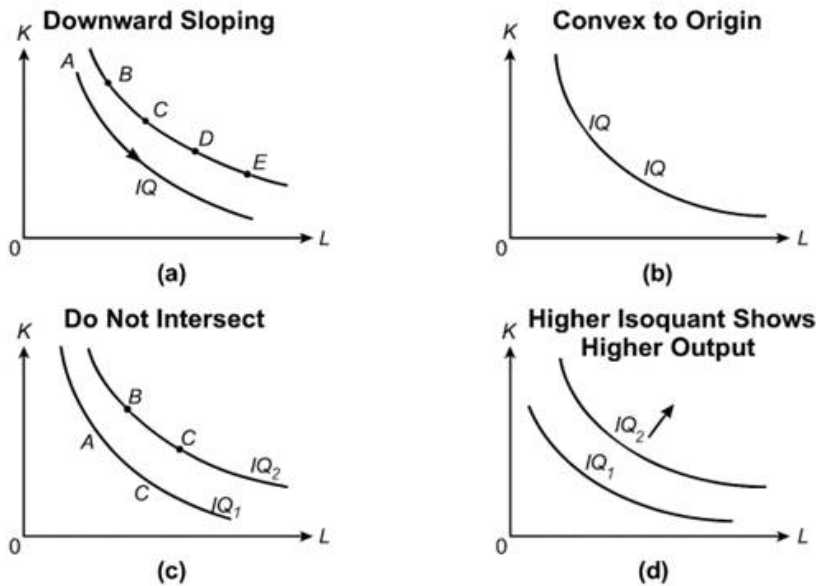 Downward Sloping
K
A
B
C
D
E
IQ
0
L
(a)
Convex to Origin
K
IQ
IQ
0
L
(b)
Do Not Intersect
K
B
A
C
C
IQ2
IQ1
0
L
(c)
Higher Isoquant Shows
Higher Output
K
IQ2
IQ1
0
L
(d)